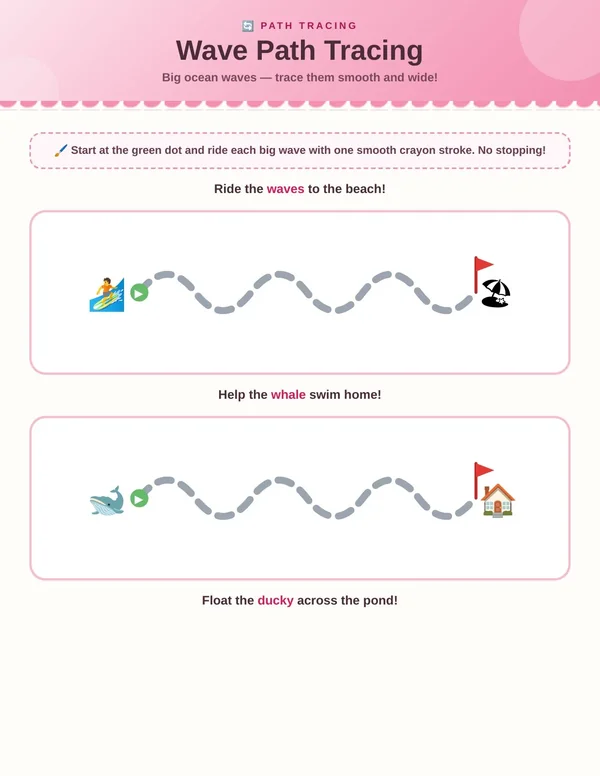 PATH TRACING
Wave Path Tracing
Big ocean waves — trace them smooth and wide!
Start at the green dot and ride each big wave with one smooth crayon stroke. No stopping!
Ride the waves to the beach!
Help the whale swim home!
Float the ducky across the pond!